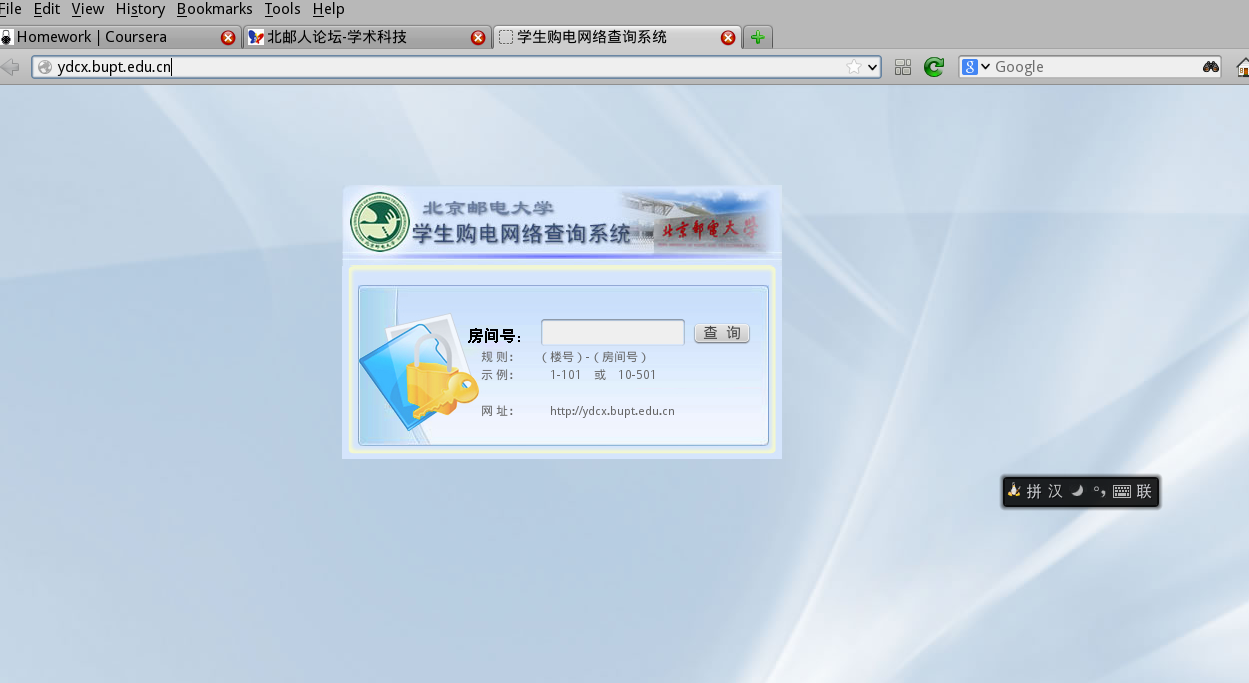 File Edit View History Bookmarks Tools Help
Homework | Coursera 北邮人论坛-学术科技 学生购电网络查询系统
ydcx.bupt.edu.cn Google
北京邮电大学
学生购电网络查询系统
北京邮电大学
房间号： 查 询
规 则： （ 楼号 ）-（ 房间号 ）
示 例： 1-101 或 10-501
网 址： http://ydcx.bupt.edu.cn
拼 汉 °, 联